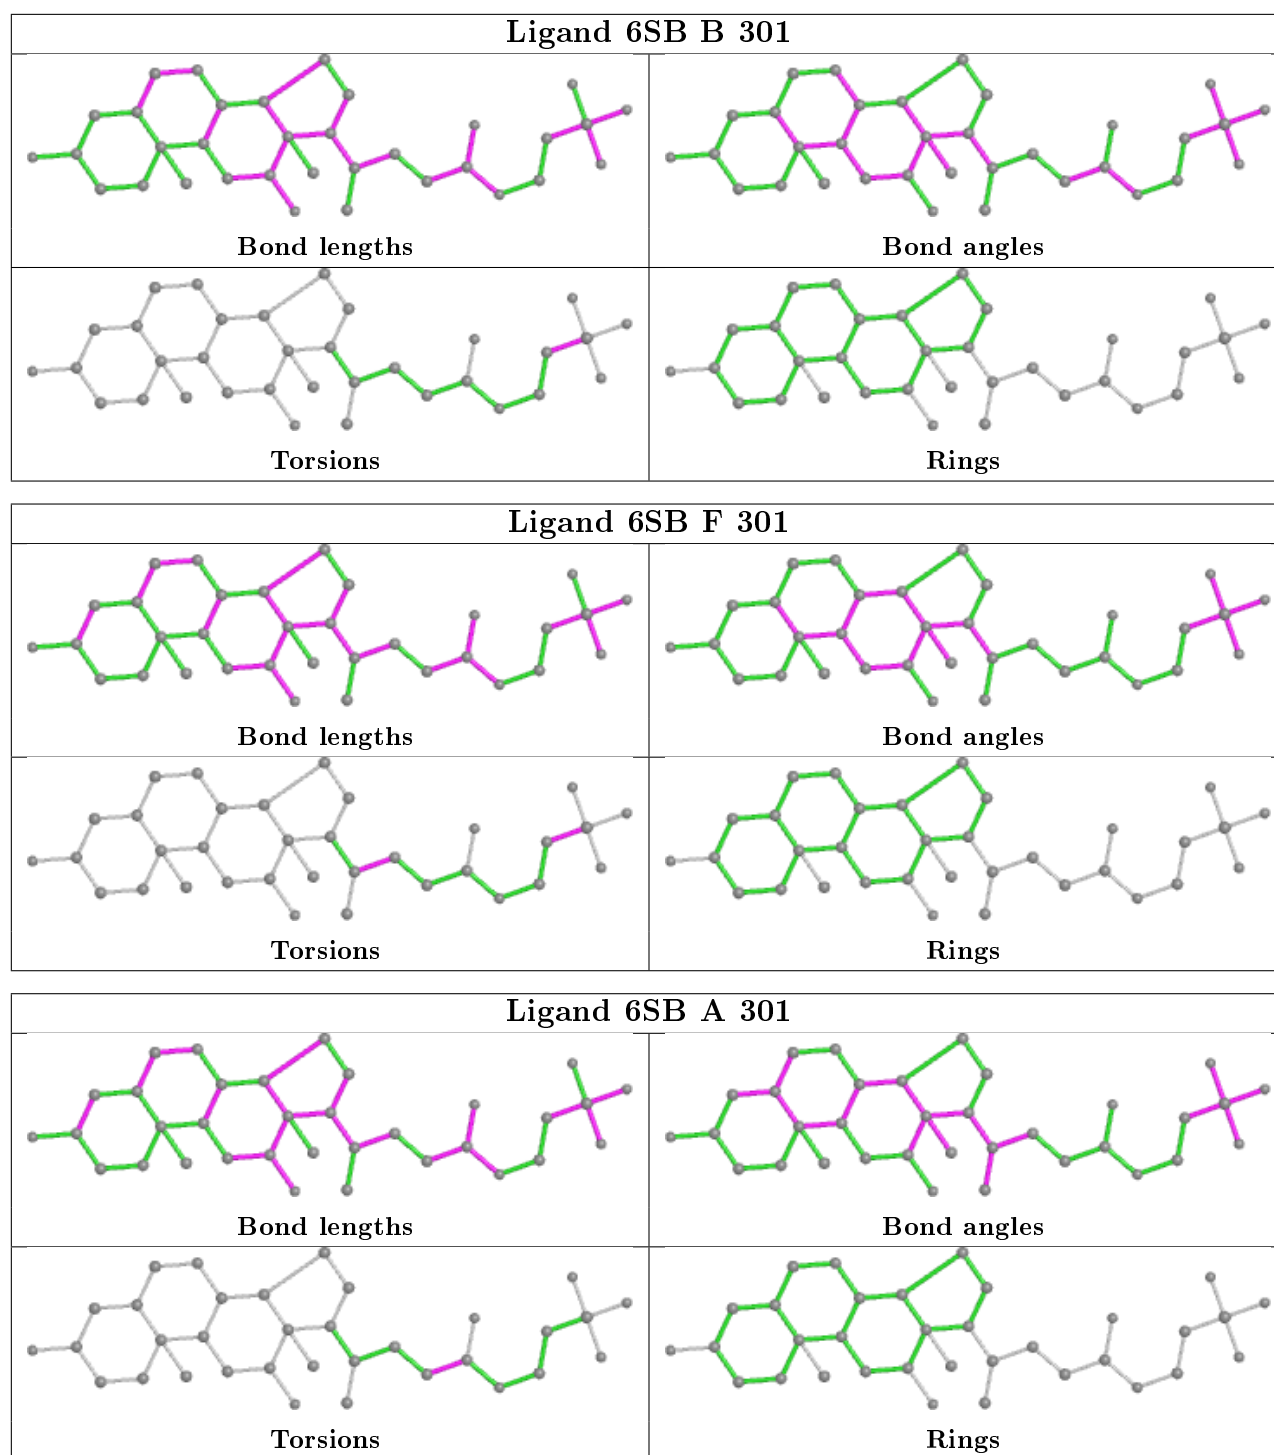 Ligand 6SB B 301
Bond lengths
Bond angles
Torsions
Rings
Ligand 6SB F 301
Bond lengths
Bond angles
Torsions
Rings
Ligand 6SB A 301
Bond lengths
Bond angles
Torsions
Rings